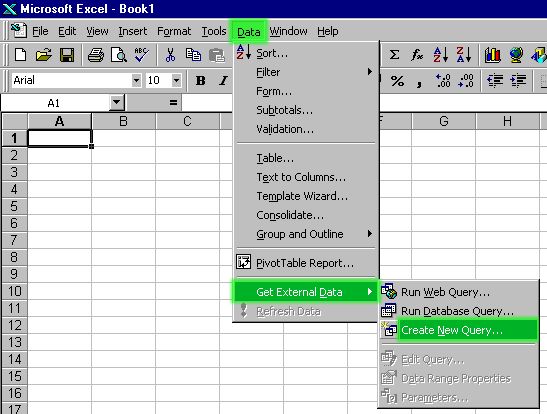 Microsoft Excel - Book1
File Edit View Insert Format Tools Data Window Help
Arial 10 B I % ,
A1 =
A B C F G H
1
2
3
4
5
6
7
8
9
10
11
12
13
14
15
16
17
Sort...
Filter
Form...
Subtotals...
Validation...
Table...
Text to Columns...
Template Wizard...
Consolidate...
Group and Outline
PivotTable Report...
Get External Data
Refresh Data
Run Web Query...
Run Database Query...
Create New Query...
Edit Query...
Data Range Properties
Parameters...